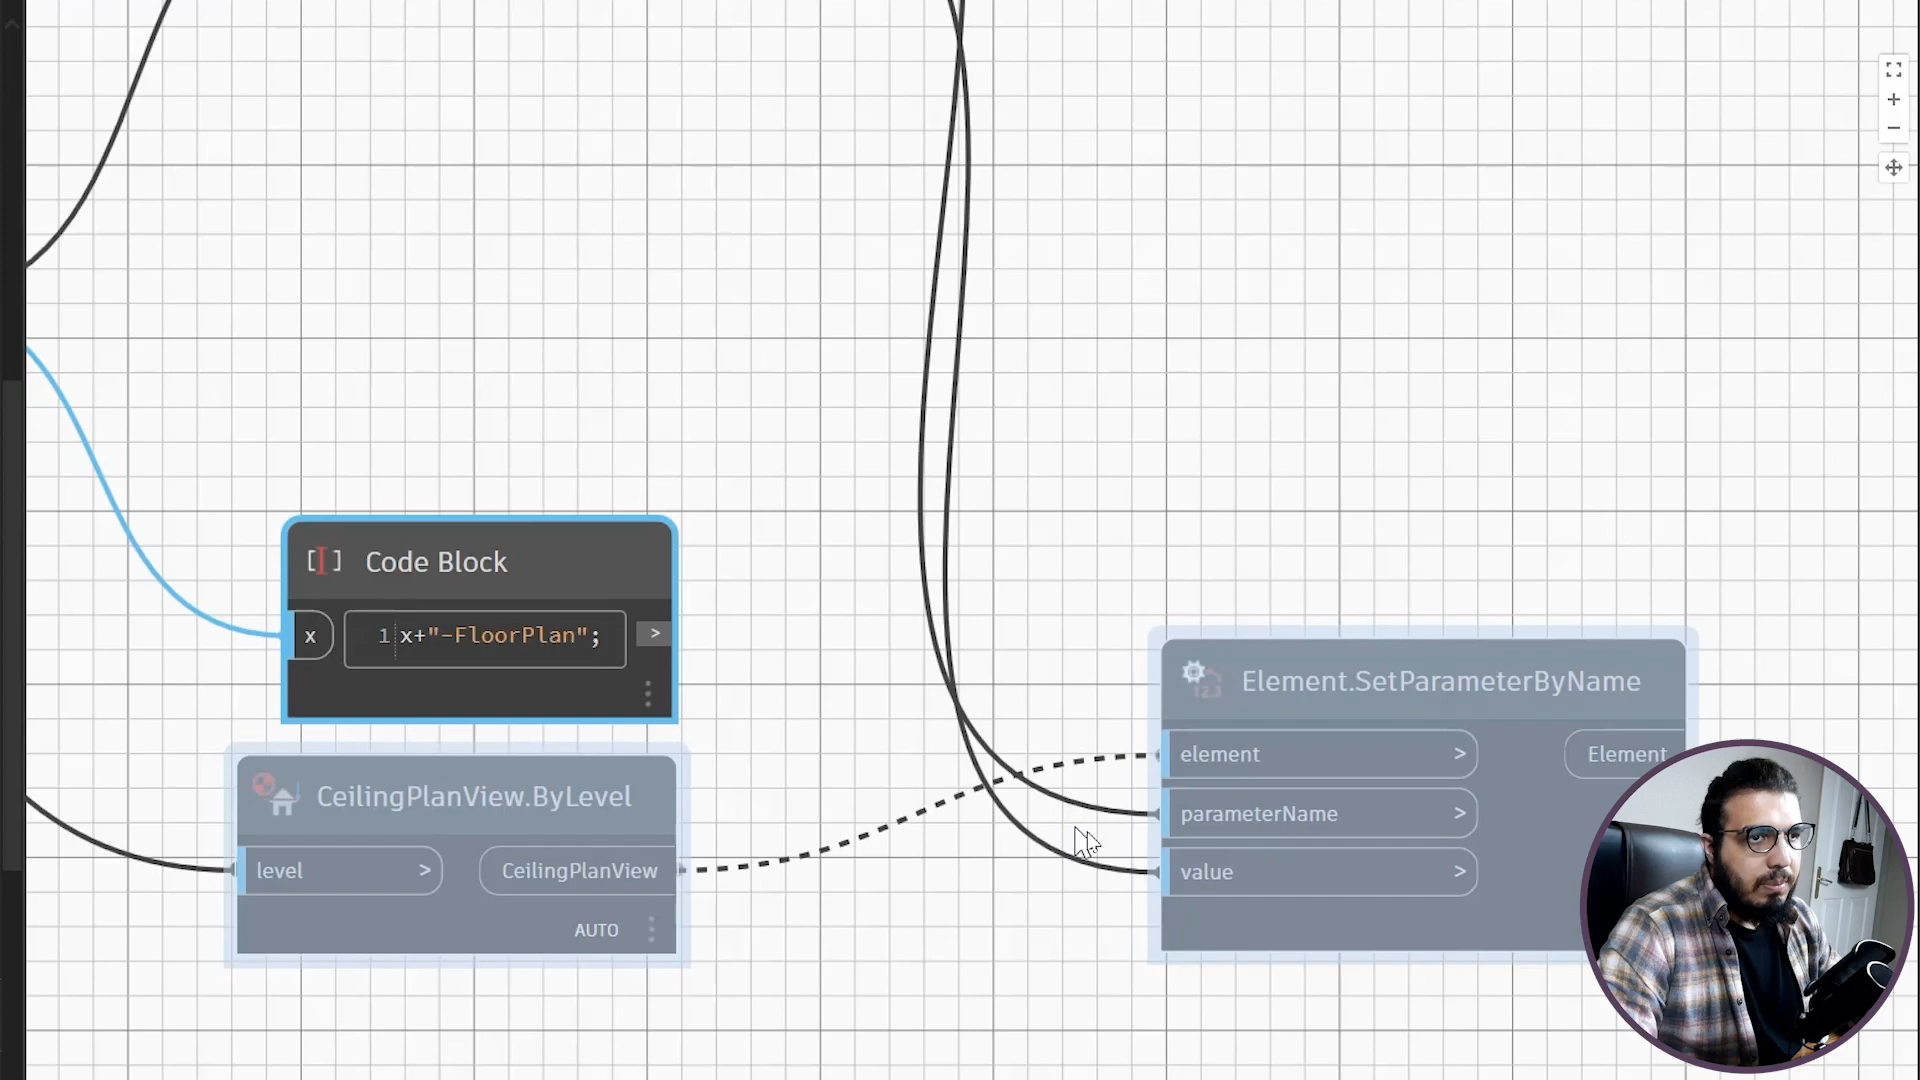 Code Block
x
1 x+"-FloorPlan";
>
CeilingPlanView.ByLevel
level >
CeilingPlanView
AUTO
Element.SetParameterByName
element >
Element
parameterName >
value >